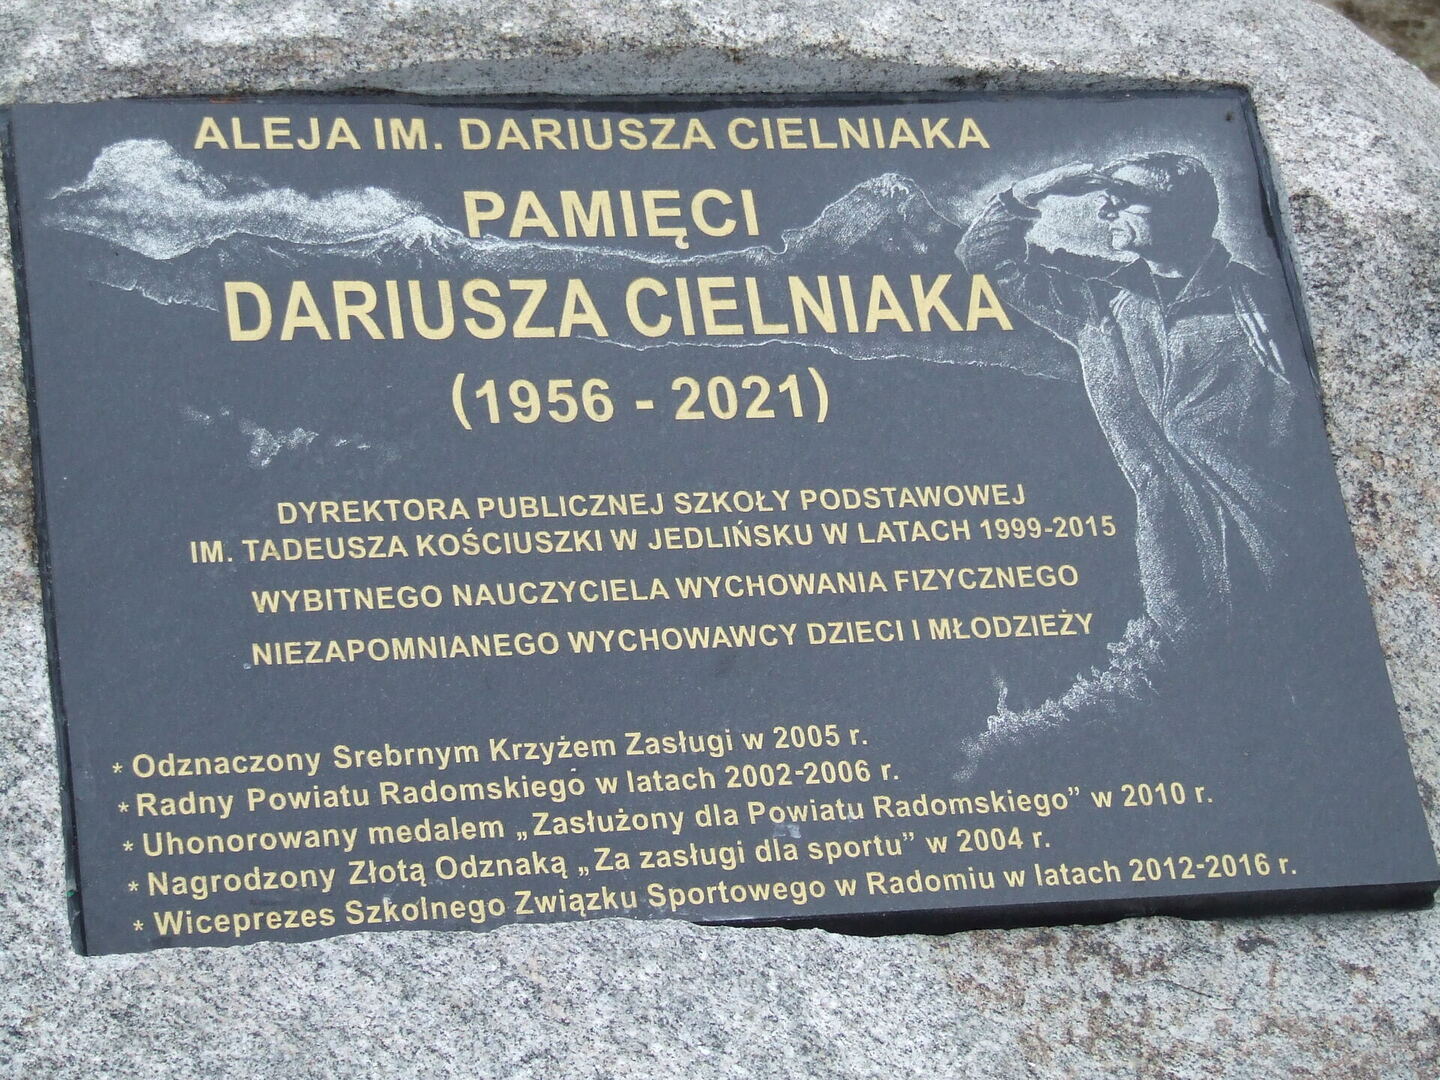 ALEJA IM. DARIUSZA CIELNIAKA
PAMIĘCI
DARIUSZA CIELNIAKA
(1956 - 2021)
DYREKTORA PUBLICZNEJ SZKOŁY PODSTAWOWEJ
IM. TADEUSZA KOŚCIUSZKI W JEDLIŃSKU W LATACH 1999-2015
WYBITNEGO NAUCZYCIELA WYCHOWANIA FIZYCZNEGO
NIEZAPOMNIANEGO WYCHOWAWCY DZIECI I MŁODZIEŻY
* Odznaczony Srebrnym Krzyżem Zasługi w 2005 r.
* Radny Powiatu Radomskiego w latach 2002-2006 r.
* Uhonorowany medalem „Zasłużony dla Powiatu Radomskiego” w 2010 r.
* Nagrodzony Złotą Odznaką „Za zasługi dla sportu” w 2004 r.
* Wiceprezes Szkolnego Związku Sportowego w Radomiu w latach 2012-2016 r.